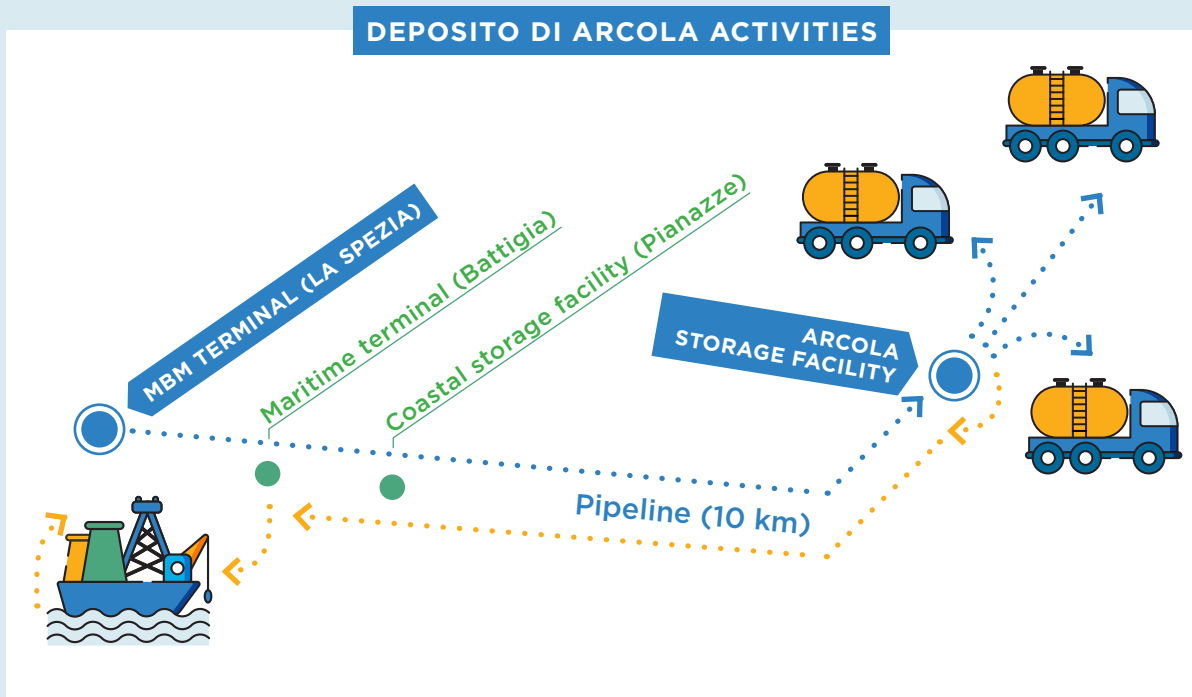 DEPOSITO DI ARCOLA ACTIVITIES
MBM TERMINAL (LA SPEZIA)
Maritime terminal (Battigia)
Coastal storage facility (Pianazze)
ARCOLA
STORAGE FACILITY
Pipeline (10 km)